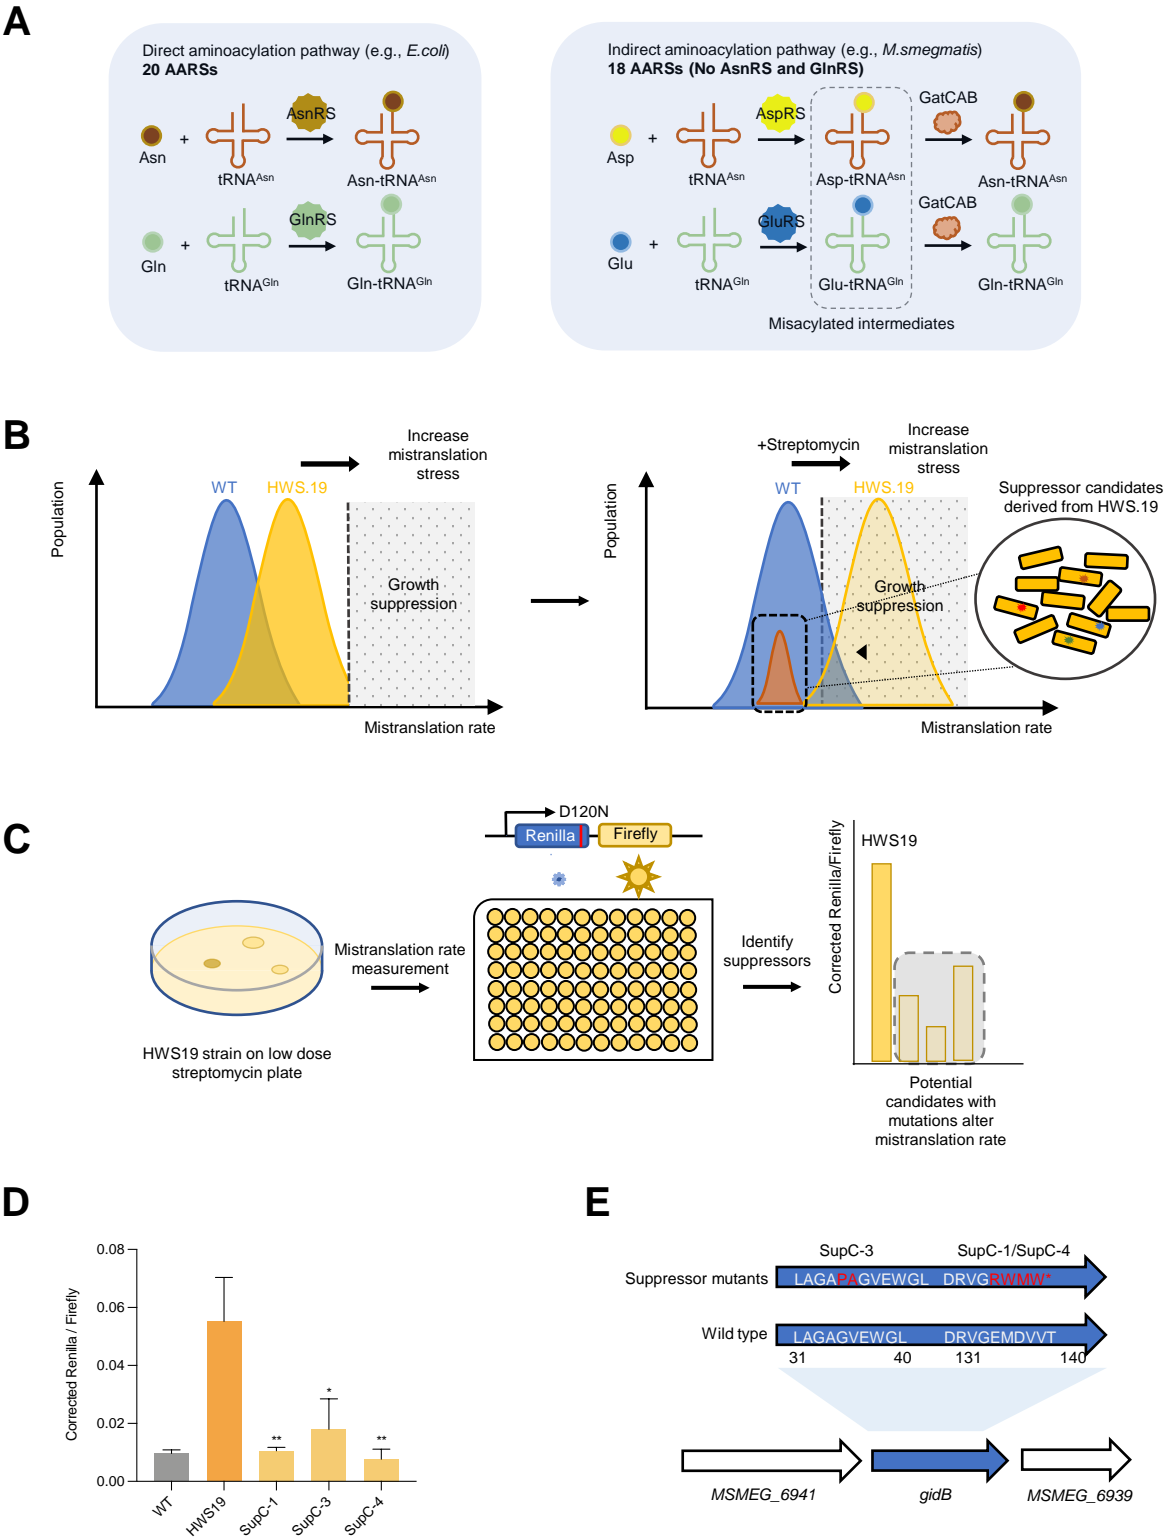 A
Direct aminoacylation pathway (e.g., E.coli)
20 AARSs
AsnRS
Asn
+
tRNAAsn
Asn-tRNAAsn
GlnRS
Gln
+
tRNAGln
Gln-tRNAGln
Indirect aminoacylation pathway (e.g., M.smegmatis)
18 AARSs (No AsnRS and GlnRS)
AspRS
GatCAB
Asp
+
tRNAAsn
Asp-tRNAAsn
Asn-tRNAAsn
GluRS
GatCAB
Glu
+
tRNAGln
Glu-tRNAGln
Gln-tRNAGln
Misacylated intermediates
B
Increase
mistranslation
stress
WT
HWS.19
Population
Growth
suppression
Mistranslation rate
+Streptomycin
Increase
mistranslation
stress
WT
HWS.19
Population
Growth
suppression
Mistranslation rate
Suppressor candidates
derived from HWS.19
C
HWS19 strain on low dose
streptomycin plate
Mistranslation rate
measurement
D120N
Renilla
Firefly
Identify
suppressors
Corrected Renilla/Firefly
HWS19
Potential
candidates with
mutations alter
mistranslation rate
D
Corrected Renilla / Firefly
0.08
0.06
0.04
0.02
0.00
**
*
**
WT
HWS19
SupC-1
SupC-3
SupC-4
E
SupC-3
SupC-1/SupC-4
Suppressor mutants
LAGAPAGVEWGL DRVGRWMW*
Wild type
LAGAGVEWGL DRVGEMDVVT
31
40
131
140
MSMEG_6941
gidB
MSMEG_6939